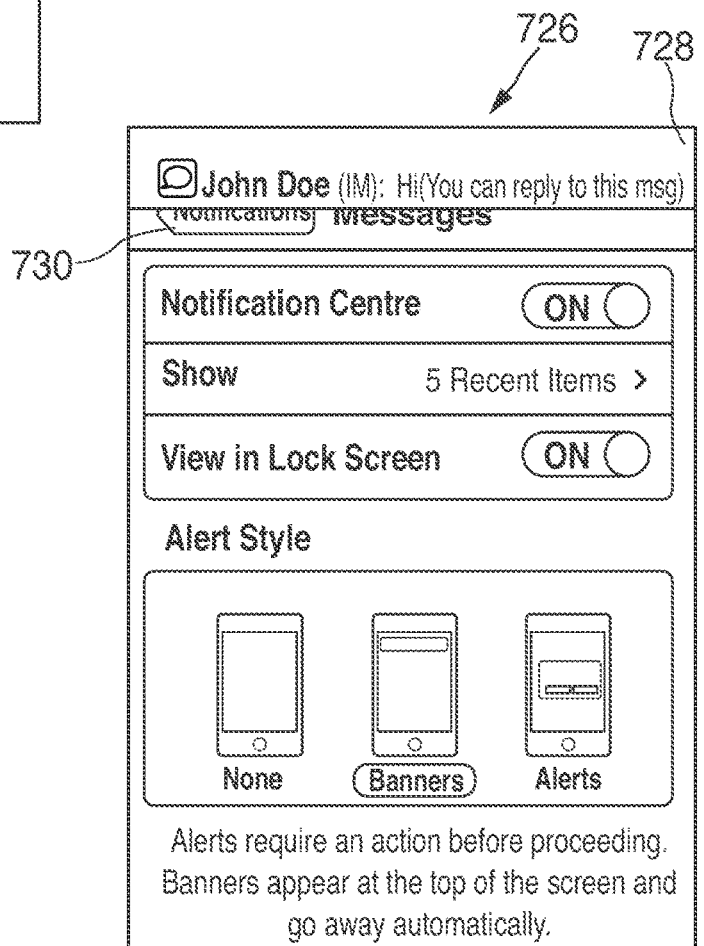 726
728
John Doe (IM): Hi(You can reply to this msg)
Notifications Messages
730
Notification Centre ON
Show 5 Recent Items >
View in Lock Screen ON
Alert Style
None Banners Alerts
Alerts require an action before proceeding.
Banners appear at the top of the screen and
go away automatically.